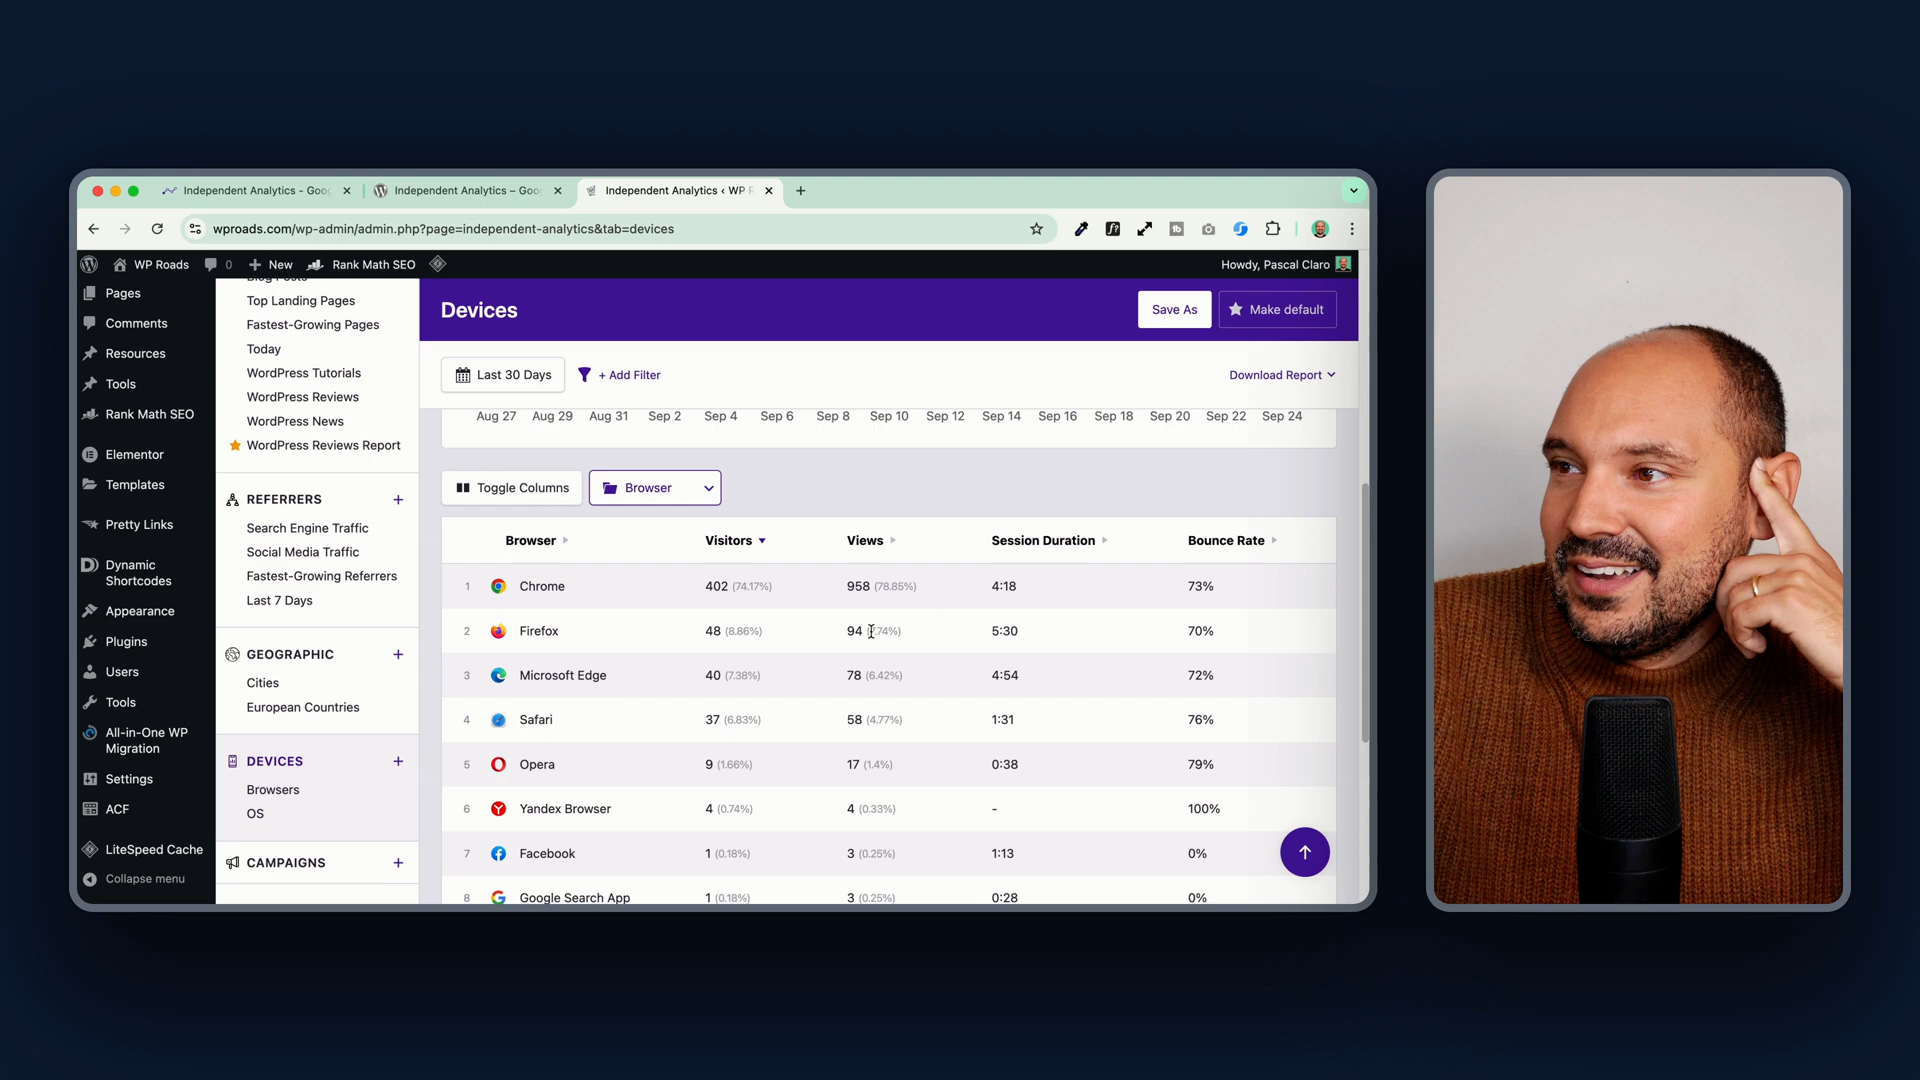 Independent Analytics - Goo
Independent Analytics – Goo
Independent Analytics ‹ WP R
wproads.com/wp-admin/admin.php?page=independent-analytics&tab=devices
WP Roads
0
New
Rank Math SEO
Howdy, Pascal Claro
Pages
Comments
Resources
Tools
Rank Math SEO
Elementor
Templates
Pretty Links
Dynamic
Shortcodes
Appearance
Plugins
Users
Tools
All-in-One WP
Migration
Settings
ACF
LiteSpeed Cache
Collapse menu
Blog Posts
Top Landing Pages
Fastest-Growing Pages
Today
WordPress Tutorials
WordPress Reviews
WordPress News
WordPress Reviews Report
REFERRERS +
Search Engine Traffic
Social Media Traffic
Fastest-Growing Referrers
Last 7 Days
GEOGRAPHIC +
Cities
European Countries
DEVICES +
Browsers
OS
CAMPAIGNS +
Devices
Save As
Make default
Last 30 Days
+ Add Filter
Download Report
Aug 27 Aug 29 Aug 31 Sep 2 Sep 4 Sep 6 Sep 8 Sep 10 Sep 12 Sep 14 Sep 16 Sep 18 Sep 20 Sep 22 Sep 24
Toggle Columns
Browser
Browser Visitors Views Session Duration Bounce Rate
1 Chrome 402 (74.17%) 958 (78.85%) 4:18 73%
2 Firefox 48 (8.86%) 94 5:30 70%
3 Microsoft Edge 40 (7.38%) 78 (6.42%) 4:54 72%
4 Safari 37 (6.83%) 58 (4.77%) 1:31 76%
5 Opera 9 (1.66%) 17 (1.4%) 0:38 79%
6 Yandex Browser 4 (0.74%) 4 (0.33%) - 100%
7 Facebook 1 (0.18%) 3 (0.25%) 1:13 0%
8 Google Search App 1 (0.18%) 3 (0.25%) 0:28 0%